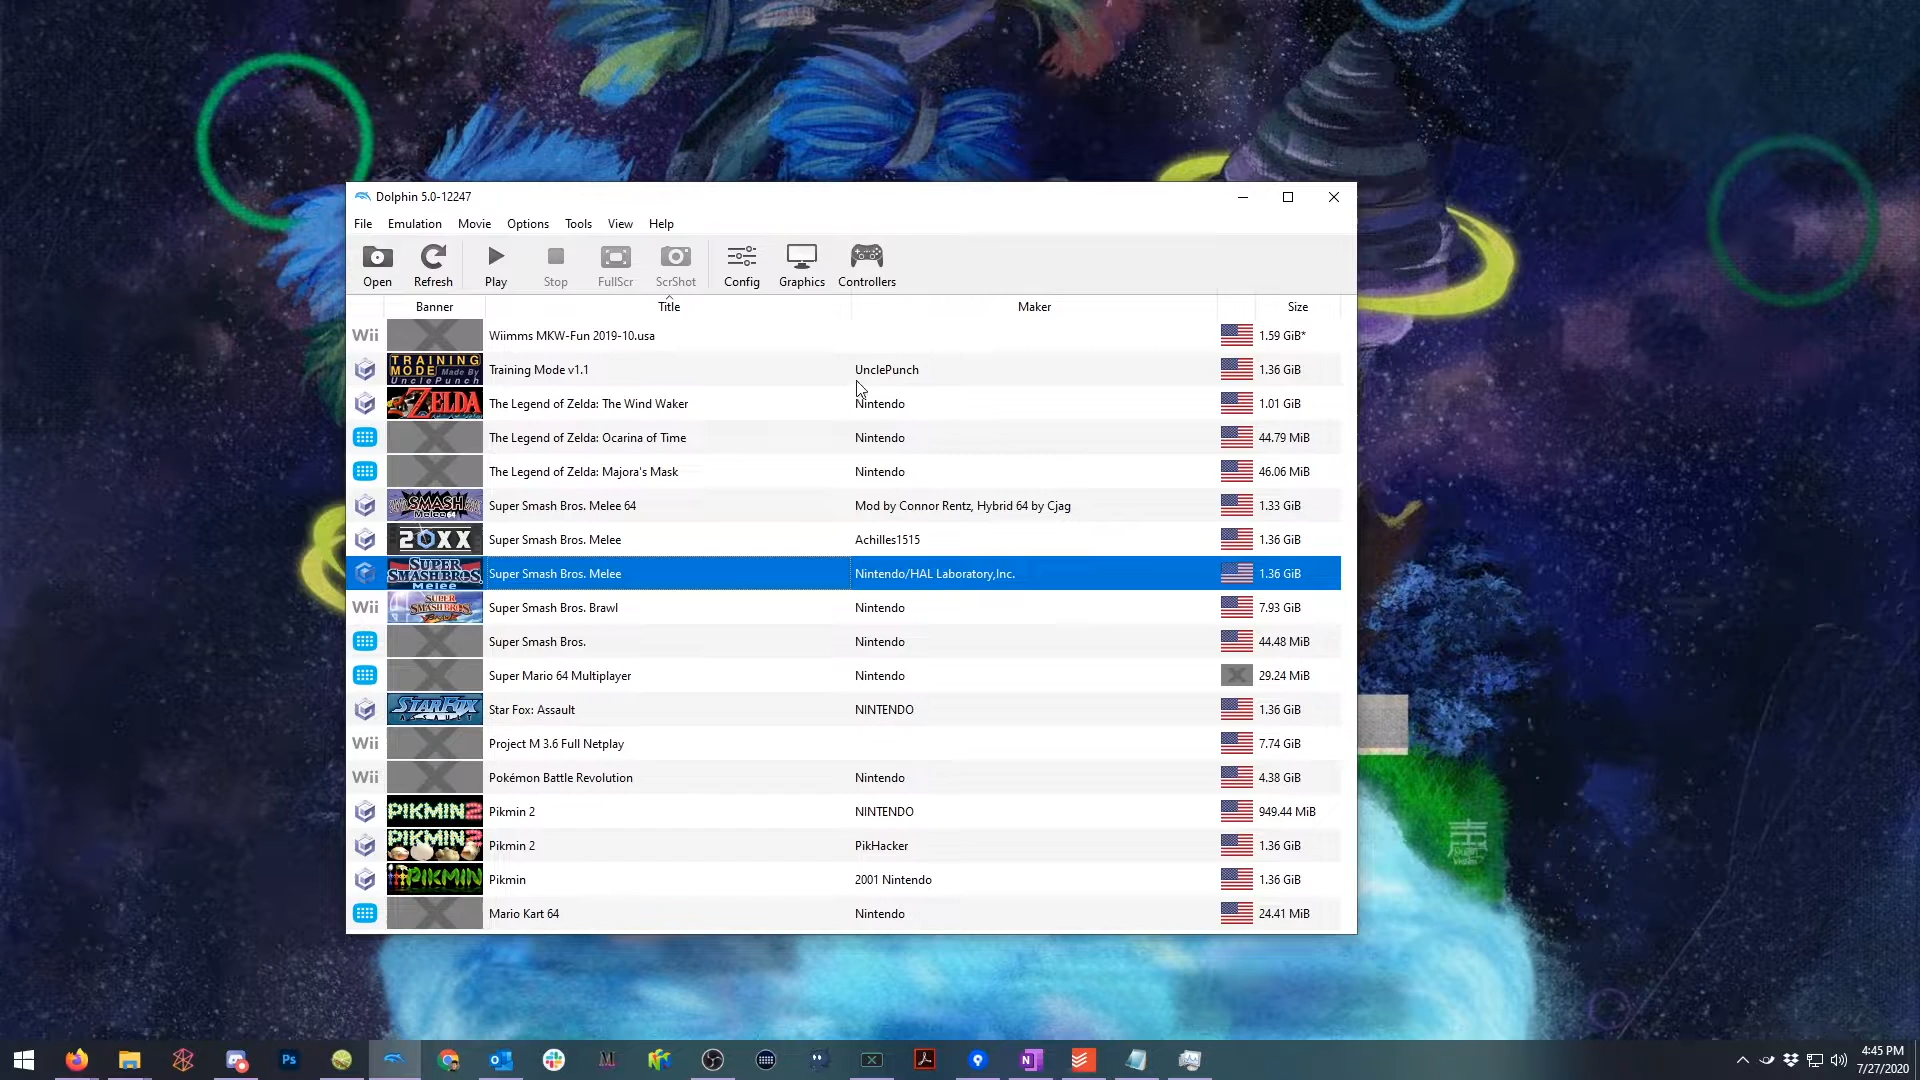 Dolphin 5.0-12247
File Emulation Movie Options Tools View Help
Open Refresh Play Stop FullScr ScrShot Config Graphics Controllers
Banner Title Maker Size
Wii Wiimms MKW-Fun 2019-10.usa 1.59 GiB*
TRAINING MODE Made By UnclePunch Training Mode v1.1 UnclePunch 1.36 GiB
ZELDA The Legend of Zelda: The Wind Waker Nintendo 1.01 GiB
The Legend of Zelda: Ocarina of Time Nintendo 44.79 MiB
The Legend of Zelda: Majora's Mask Nintendo 46.06 MiB
SMASH Melee 64 Super Smash Bros. Melee 64 Mod by Connor Rentz, Hybrid 64 by Cjag 1.33 GiB
20XX Super Smash Bros. Melee Achilles1515 1.36 GiB
SUPER SMASH BROS. Melee Super Smash Bros. Melee Nintendo/HAL Laboratory,Inc. 1.36 GiB
Wii SUPER SMASH BROS. Super Smash Bros. Brawl Nintendo 7.93 GiB
Super Smash Bros. Nintendo 44.48 MiB
Super Mario 64 Multiplayer Nintendo 29.24 MiB
STARFOX ASSAULT Star Fox: Assault NINTENDO 1.36 GiB
Wii Project M 3.6 Full Netplay 7.74 GiB
Wii Pokémon Battle Revolution Nintendo 4.38 GiB
PIKMIN2 Pikmin 2 NINTENDO 949.44 MiB
PIKMIN2 Pikmin 2 PikHacker 1.36 GiB
PIKMIN Pikmin 2001 Nintendo 1.36 GiB
Mario Kart 64 Nintendo 24.41 MiB
Ps M N
4:45 PM
7/27/2020